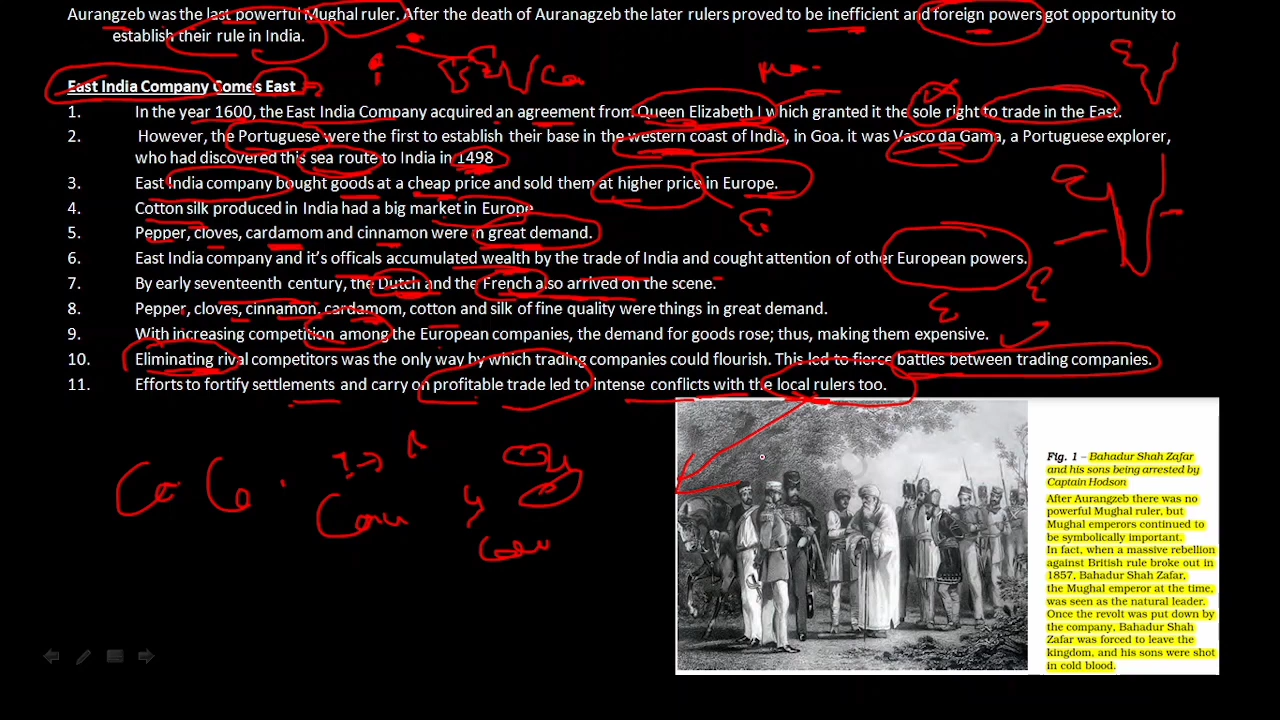 Aurangzeb was the last powerful Mughal ruler. After the death of Auranagzeb the later rulers proved to be inefficient and foreign powers got opportunity to
establish their rule in India.
East India Company Comes East
1. In the year 1600, the East India Company acquired an agreement from Queen Elizabeth I which granted it the sole right to trade in the East.
2. However, the Portuguese were the first to establish their base in the western coast of India, in Goa. it was Vasco da Gama, a Portuguese explorer,
who had discovered this sea route to India in 1498
3. East India company bought goods at a cheap price and sold them at higher price in Europe.
4. Cotton silk produced in India had a big market in Europe
5. Pepper, cloves, cardamom and cinnamon were in great demand.
6. East India company and it's officals accumulated wealth by the trade of India and cought attention of other European powers.
7. By early seventeenth century, the Dutch and the French also arrived on the scene.
8. Pepper, cloves, cinnamon, cardamom, cotton and silk of fine quality were things in great demand.
9. With increasing competition among the European companies, the demand for goods rose; thus, making them expensive.
10. Eliminating rival competitors was the only way by which trading companies could flourish. This led to fierce battles between trading companies.
11. Efforts to fortify settlements and carry on profitable trade led to intense conflicts with the local rulers too.
Fig. 1 – Bahadur Shah Zafar
and his sons being arrested by
Captain Hodson
After Aurangzeb there was no
powerful Mughal ruler, but
Mughal emperors continued to
be symbolically important.
In fact, when a massive rebellion
against British rule broke out in
1857, Bahadur Shah Zafar,
the Mughal emperor at the time,
was seen as the natural leader.
Once the revolt was put down by
the company, Bahadur Shah
Zafar was forced to leave the
kingdom, and his sons were shot
in cold blood.